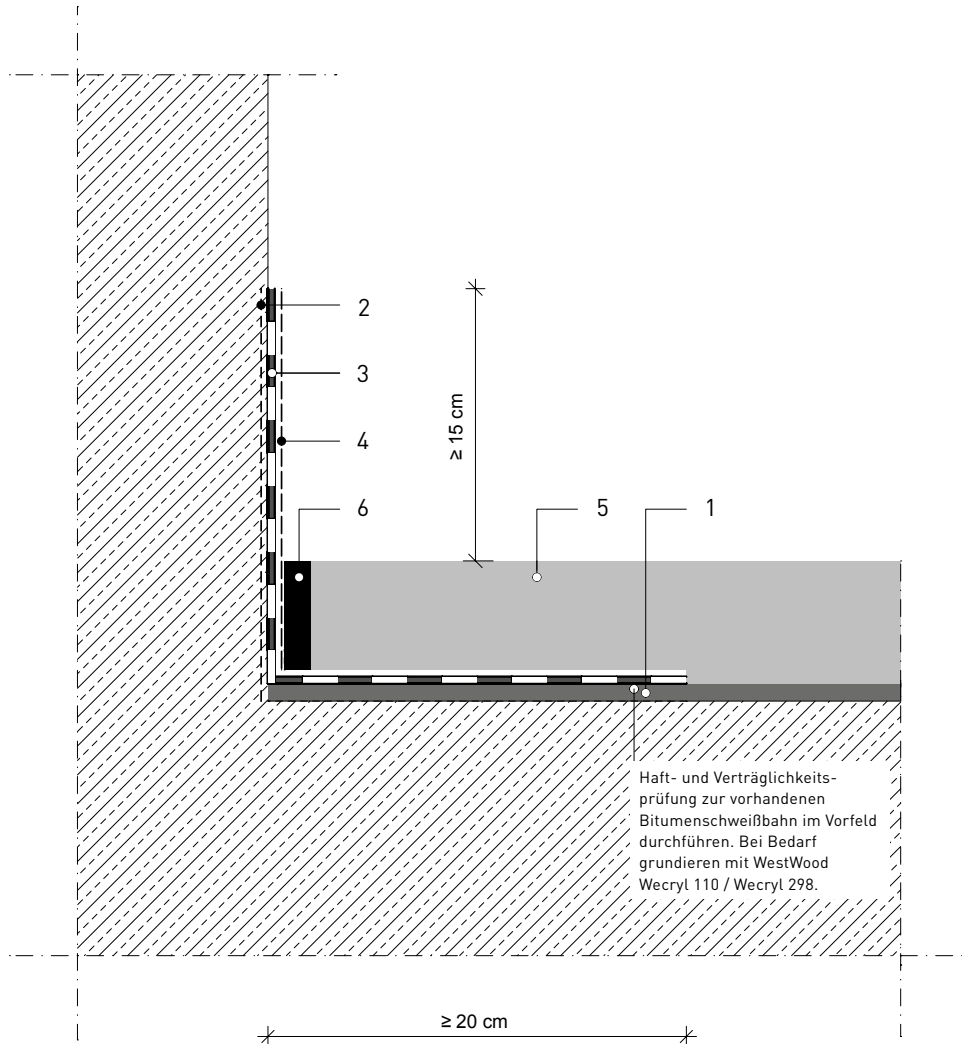 2
3
≥ 15 cm
4
6
5
1
Haft- und Verträglichkeits-
prüfung zur vorhandenen
Bitumenschweißbahn im Vorfeld
durchführen. Bei Bedarf
grundieren mit WestWood
Wecryl 110 / Wecryl 298.
≥ 20 cm